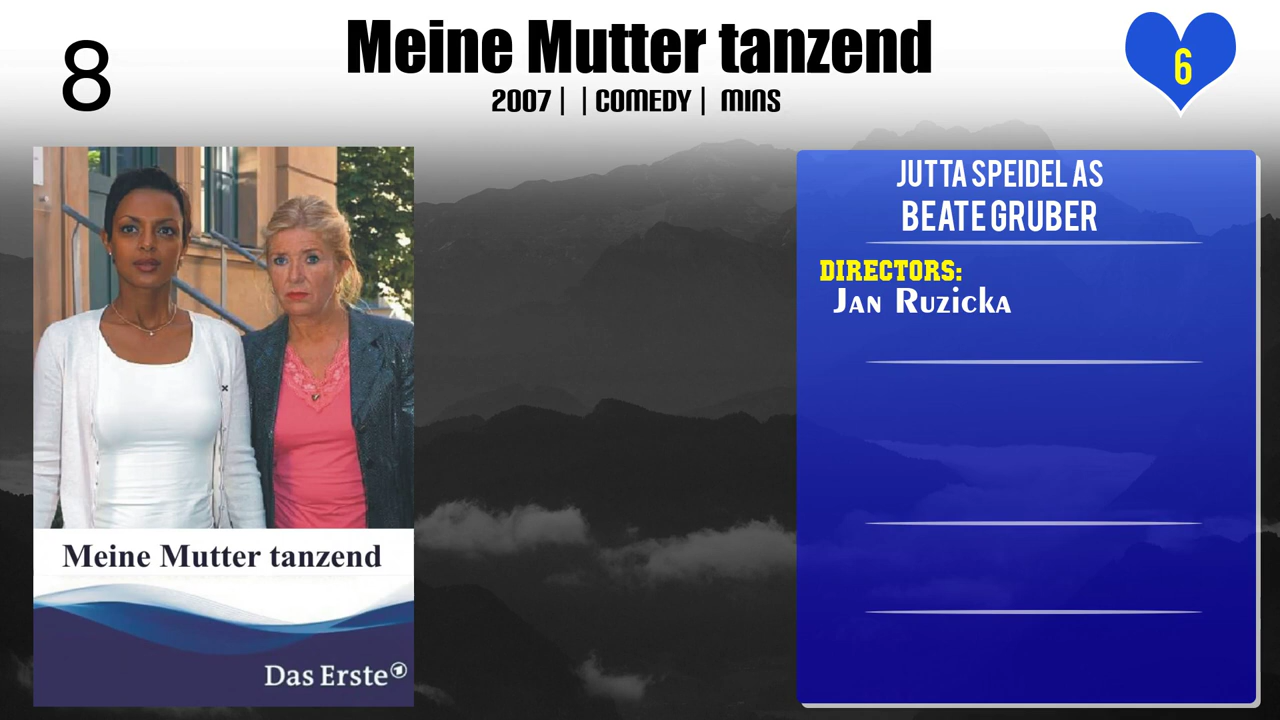 8
Meine Mutter tanzend
2007 | | COMEDY | MINS
6
JUTTA SPEIDEL AS
BEATE GRUBER
DIRECTORS:
JAN RUZICKA
Meine Mutter tanzend
Das Erste